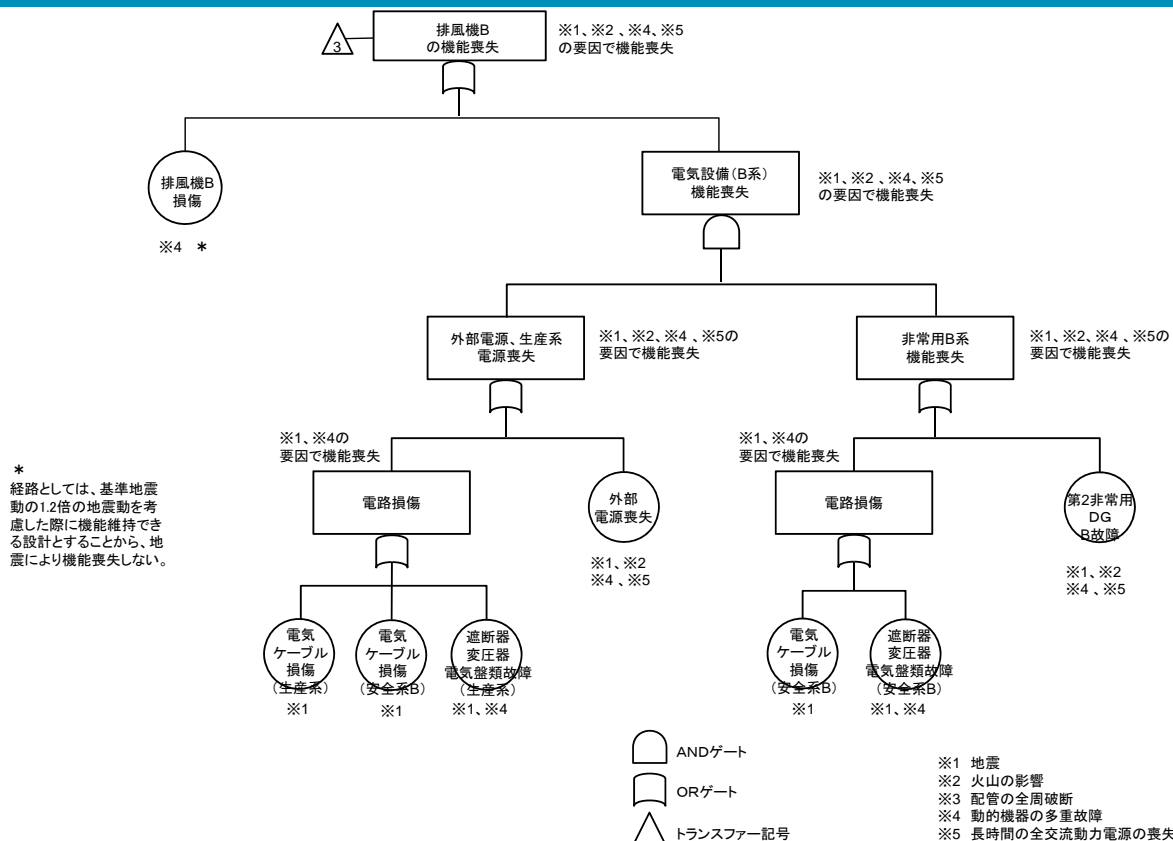 排風機B
の機能喪失
※1、※2 、※4、※5
の要因で機能喪失
3
排風機B
損傷
※4 *
電気設備(B系)
機能喪失
※1、※2 、※4、※5
の要因で機能喪失
外部電源、生産系
電源喪失
※1、※2、※4 、※5の
要因で機能喪失
非常用B系
機能喪失
※1、※2、※4 、※5の
要因で機能喪失
※1、※4の
要因で機能喪失
電路損傷
外部
電源喪失
※1、※2
※4 、※5
※1、※4の
要因で機能喪失
電路損傷
第2非常用
DG
B故障
※1、※2
※4 、※5
*
経路としては、基準地震
動の1.2倍の地震動を考
慮した際に機能維持でき
る設計とすることから、地
震により機能喪失しない。
電気
ケーブル
損傷
(生産系)
※1
電気
ケーブル
損傷
(安全系B)
※1
遮断器
変圧器
電気盤類故障
(生産系)
※1、※4
電気
ケーブル
損傷
(安全系B)
※1
遮断器
変圧器
電気盤類故障
(安全系B)
※1、※4
ANDゲート
ORゲート
トランスファー記号
※1 地震
※2 火山の影響
※3 配管の全周破断
※4 動的機器の多重故障
※5 長時間の全交流動力電源の喪失